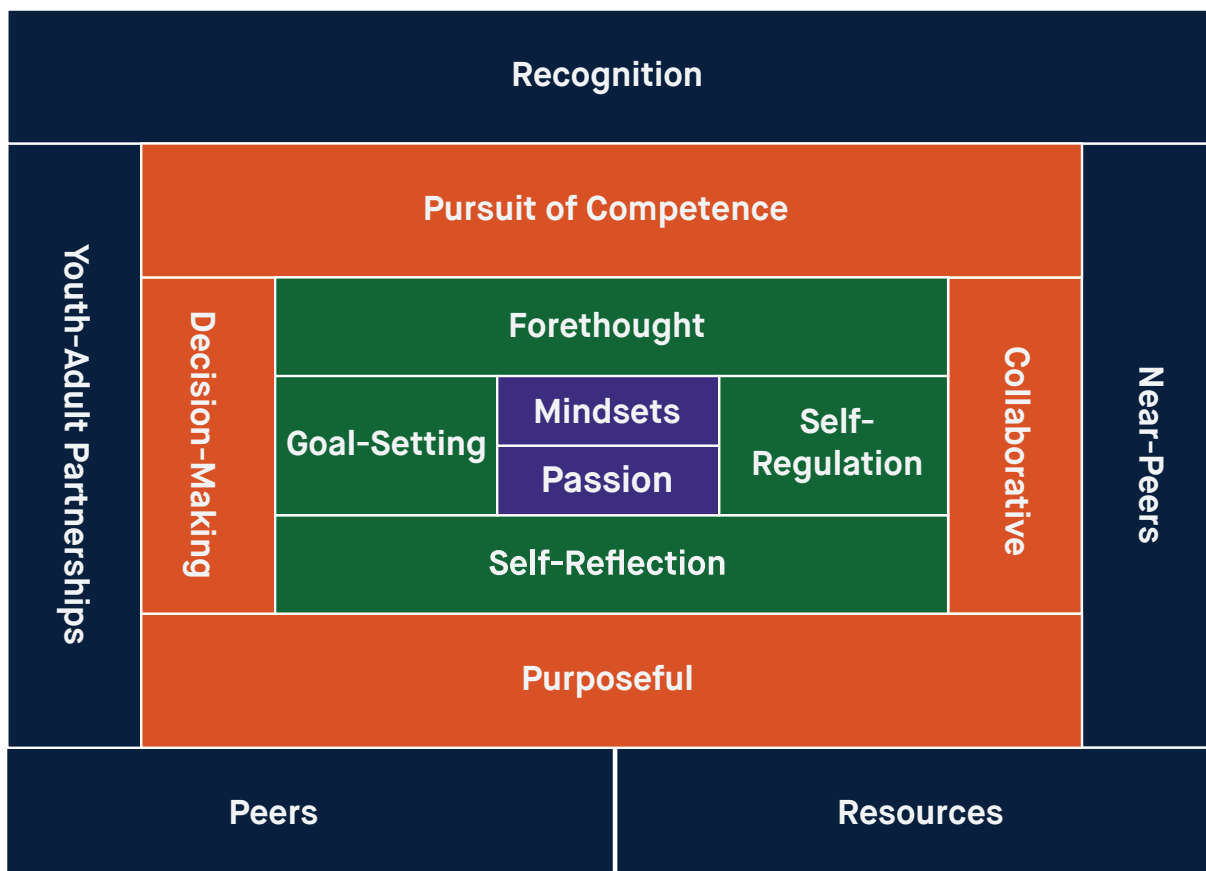 Recognition
Pursuit of Competence
Youth-Adult Partnerships
Decision-Making
Forethought
Collaborative
Near-Peers
Goal-Setting
Mindsets
Passion
Self-
Regulation
Self-Reflection
Purposeful
Peers
Resources